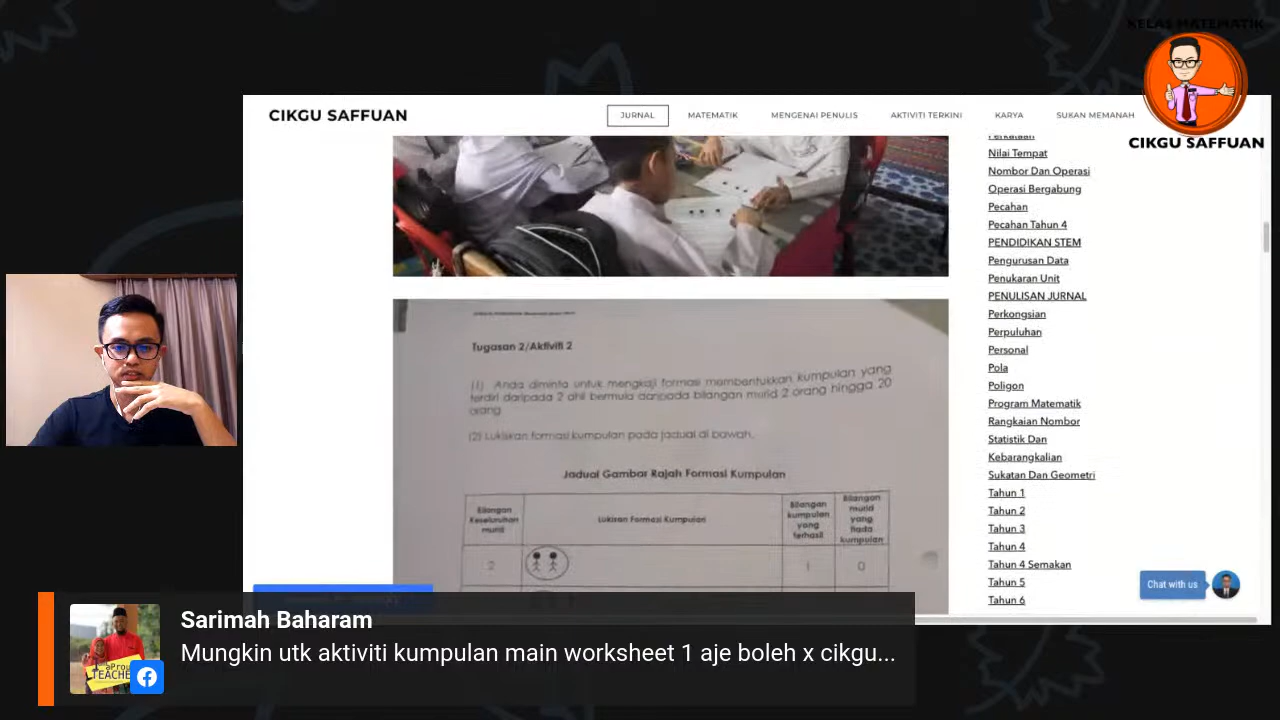 KELAS MATEMATIK
CIKGU SAFFUAN
CIKGU SAFFUAN
JURNAL
MATEMATIK
MENGENAI PENULIS
AKTIVITI TERKINI
KARYA
SUKAN MEMANAH
Perkataan
Nilai Tempat
Nombor Dan Operasi
Operasi Bergabung
Pecahan
Pecahan Tahun 4
PENDIDIKAN STEM
Pengurusan Data
Penukaran Unit
PENULISAN JURNAL
Perkongsian
Perpuluhan
Personal
Pola
Poligon
Program Matematik
Rangkaian Nombor
Statistik Dan
Kebarangkalian
Sukatan Dan Geometri
Tahun 1
Tahun 2
Tahun 3
Tahun 4
Tahun 4 Semakan
Tahun 5
Tahun 6
Tugasan 2/Aktiviti 2
(1) Anda diminta untuk mengkaji formasi membentukkan kumpulan yang
terdiri daripada 2 ahli bermula daripada bilangan murid 2 orang hingga 20
orang
(2) Lukiskan formasi kumpulan pada jadual di bawah.
Jadual Gambar Rajah Formasi Kumpulan
Bilangan
Keseluruhan
murid
Lukisan Formasi Kumpulan
Bilangan
kumpulan
yang
terhasil
Bilangan
murid
yang
tiada
kumpulan
2
1
0
Chat with us
Sarimah Baharam
Mungkin utk aktiviti kumpulan main worksheet 1 aje boleh x cikgu...
aProud
TEACHER